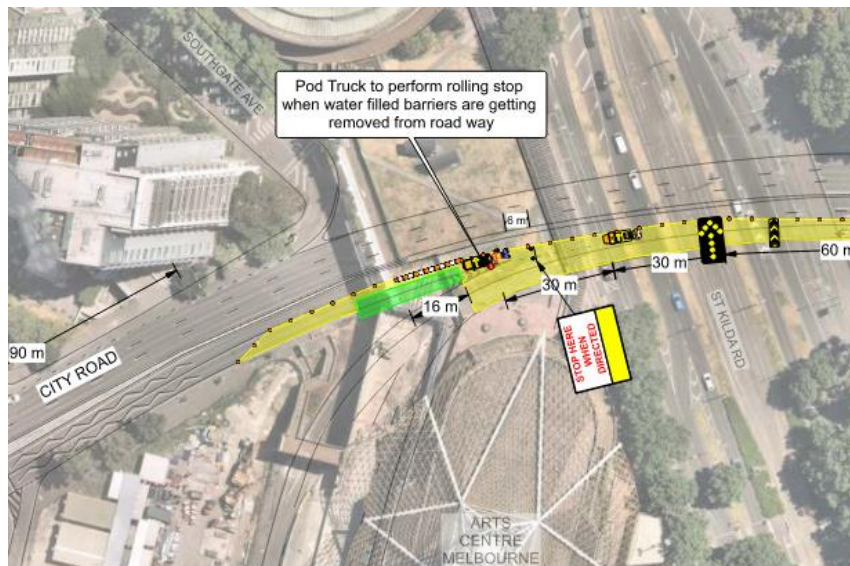 SOUTHGATE AVE
Pod Truck to perform rolling stop
when water filled barriers are getting
removed from road way
6 m
60 m
30 m
30 m
16 m
90 m
STOP HERE
WHEN
DIRECTED
ST KILDA RD
CITY ROAD
ARTS
CENTRE
MELBOURNE